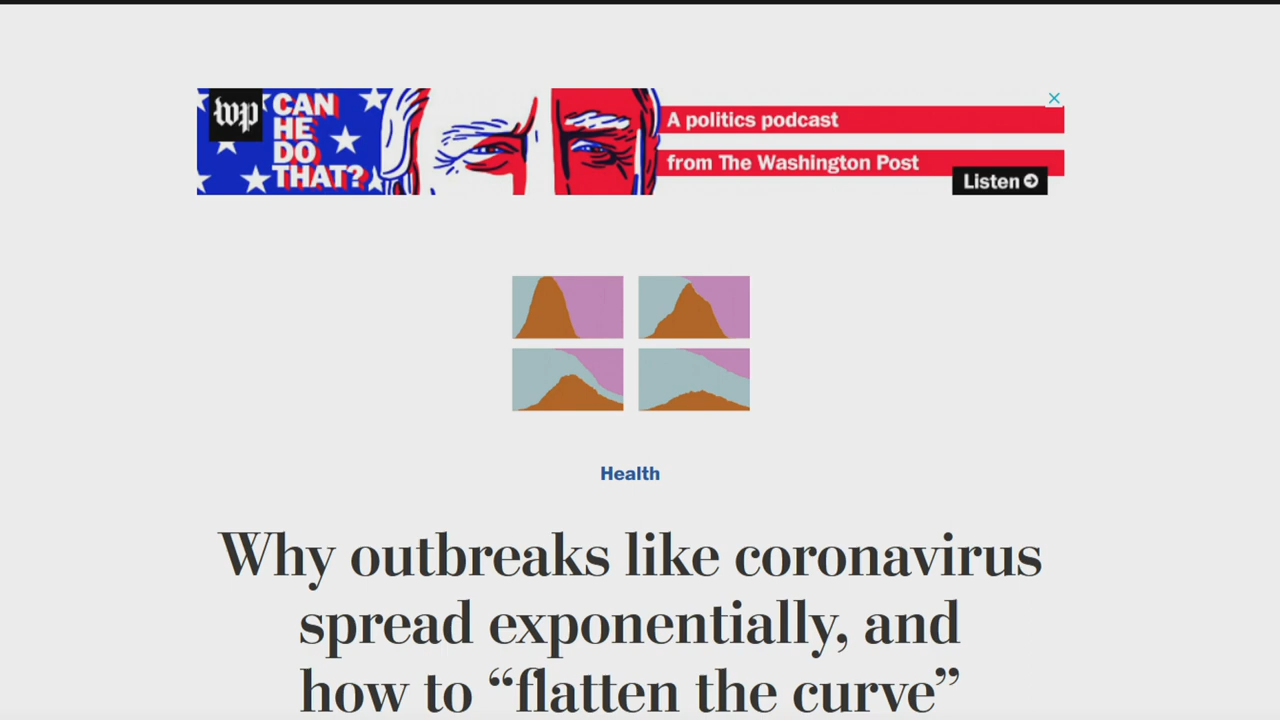 wp
CAN
HE
DO
THAT?
A politics podcast
from The Washington Post
Listen
Health
Why outbreaks like coronavirus
spread exponentially, and
how to “flatten the curve”